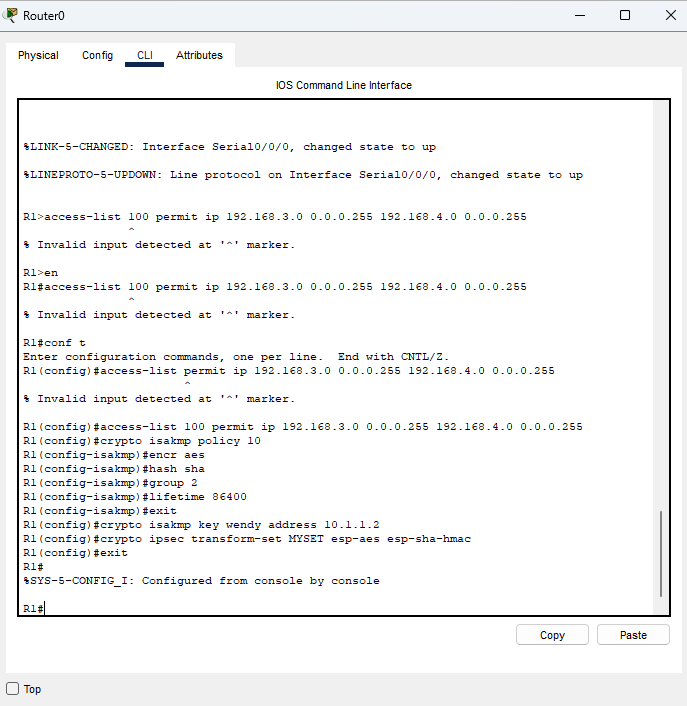 Router0
Physical Config CLI Attributes
IOS Command Line Interface
%LINK-5-CHANGED: Interface Serial0/0/0, changed state to up
%LINEPROTO-5-UPDOWN: Line protocol on Interface Serial0/0/0, changed state to up
R1>access-list 100 permit ip 192.168.3.0 0.0.0.255 192.168.4.0 0.0.0.255
^
% Invalid input detected at '^' marker.
R1>en
R1#access-list 100 permit ip 192.168.3.0 0.0.0.255 192.168.4.0 0.0.0.255
^
% Invalid input detected at '^' marker.
R1#conf t
Enter configuration commands, one per line.  End with CNTL/Z.
R1(config)#access-list permit ip 192.168.3.0 0.0.0.255 192.168.4.0 0.0.0.255
^
% Invalid input detected at '^' marker.
R1(config)#access-list 100 permit ip 192.168.3.0 0.0.0.255 192.168.4.0 0.0.0.255
R1(config)#crypto isakmp policy 10
R1(config-isakmp)#encr aes
R1(config-isakmp)#hash sha
R1(config-isakmp)#group 2
R1(config-isakmp)#lifetime 86400
R1(config-isakmp)#exit
R1(config)#crypto isakmp key wendy address 10.1.1.2
R1(config)#crypto ipsec transform-set MYSET esp-aes esp-sha-hmac
R1(config)#exit
R1#
%SYS-5-CONFIG_I: Configured from console by console
R1#
Copy Paste
Top